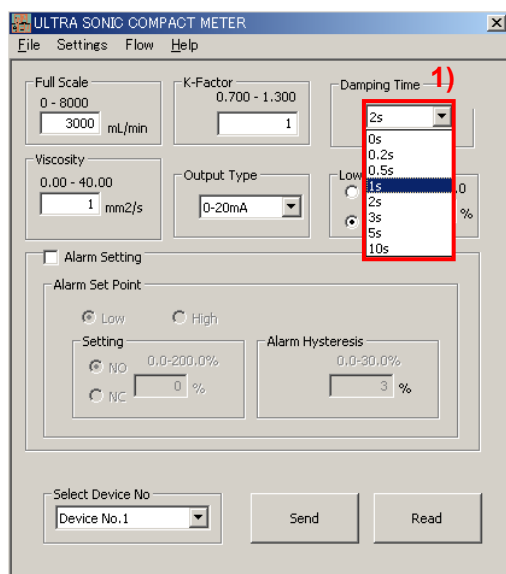 ULTRA SONIC COMPACT METER
File Settings Flow Help
1)
Full Scale
0 - 8000
3000 mL/min
K-Factor
0.700 - 1.300
1
Damping Time
2s
0s
0.2s
0.5s
1s
2s
3s
5s
10s
Viscosity
0.00 - 40.00
1 mm2/s
Output Type
0-20mA
Low
.0
%
Alarm Setting
Alarm Set Point
Low High
Setting
NO 0.0-200.0%
NC 0 %
Alarm Hysteresis
0.0-30.0%
3 %
Select Device No
Device No.1
Send
Read